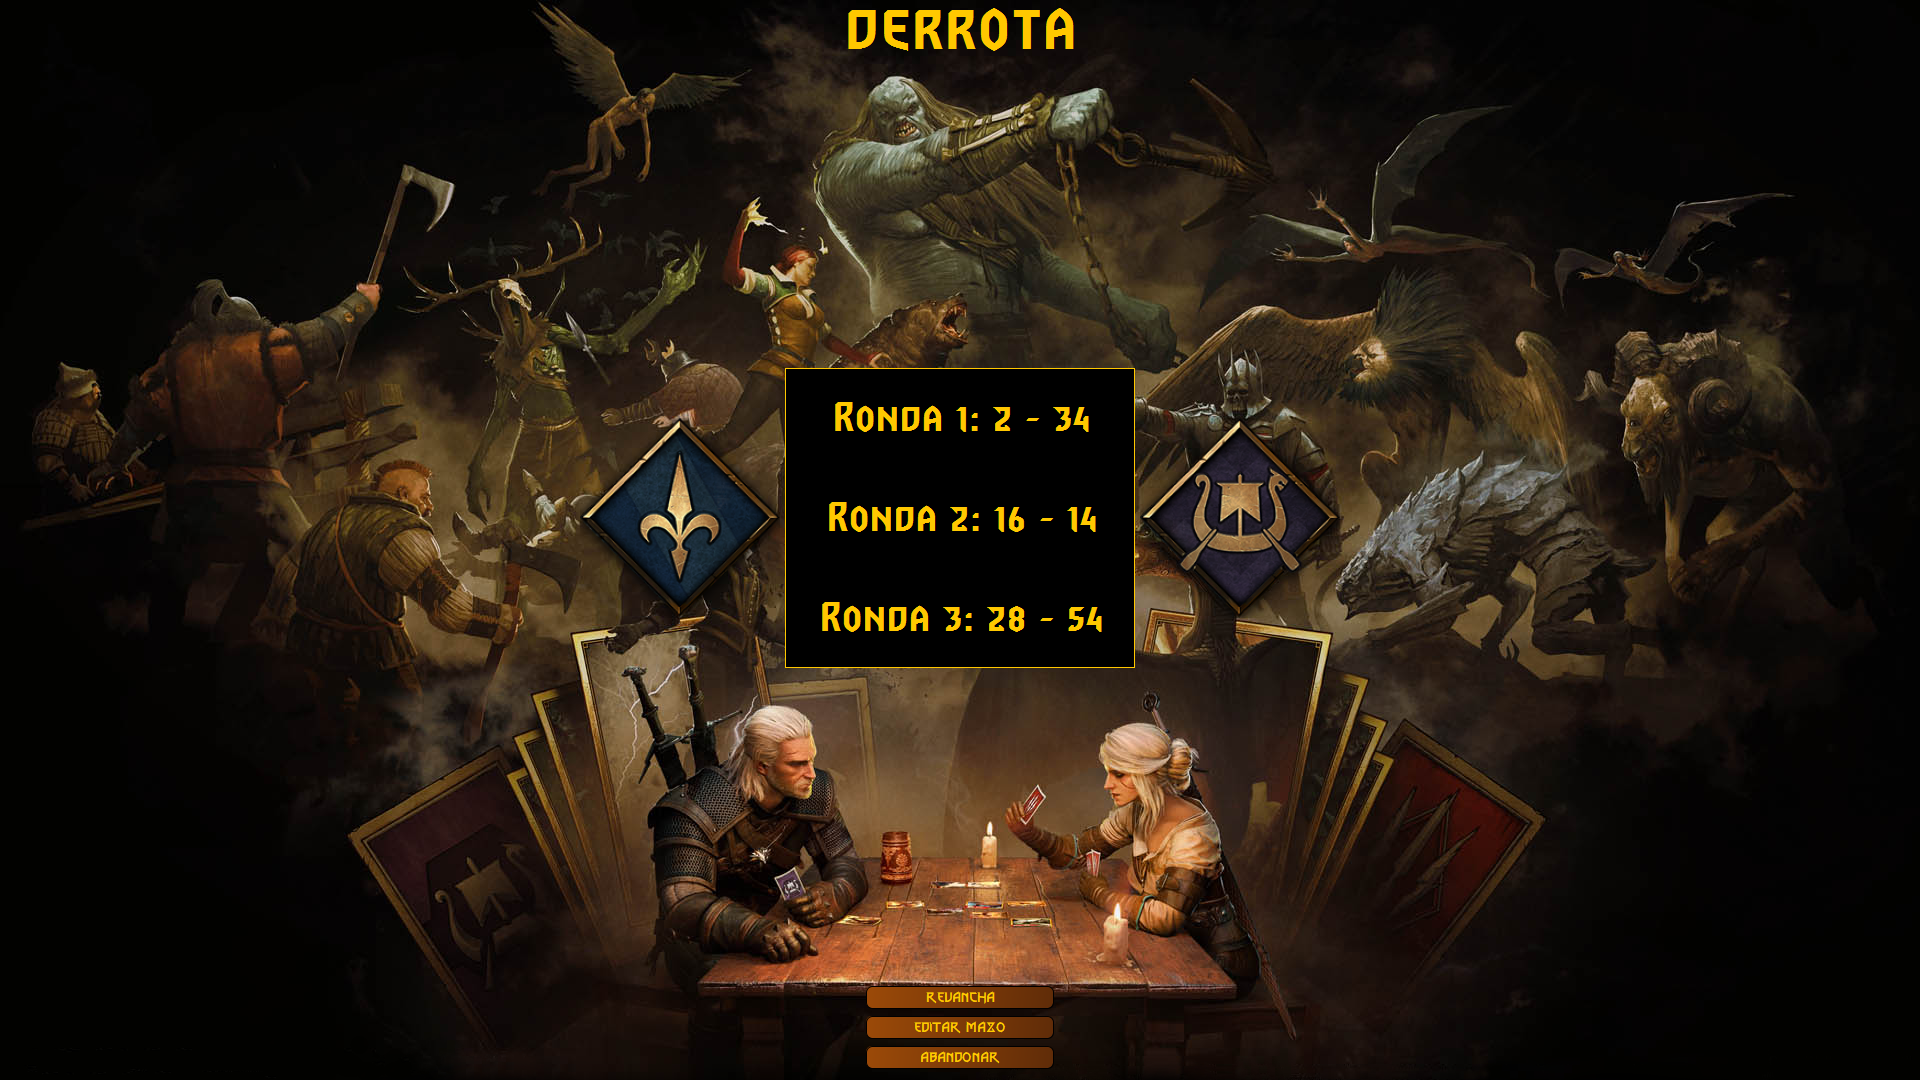 DERROTA
RONDA 1: 2 - 34
RONDA 2: 16 - 14
RONDA 3: 28 - 54
REVANCHA
EDITAR MAZO
ABANDONAR